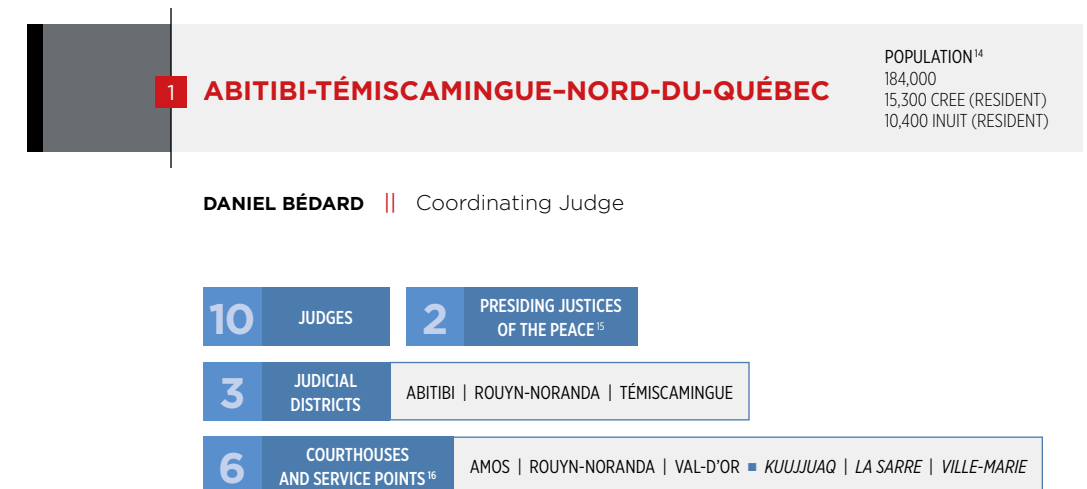 POPULATION 14
184,000
1 ABITIBI-TÉMISCAMINGUE–NORD-DU-QUÉBEC
15,300 CREE (RESIDENT)
10,400 INUIT (RESIDENT)
DANIEL BÉDARD || Coordinating Judge
10 JUDGES
2 PRESIDING JUSTICES
OF THE PEACE 15
3 JUDICIAL
DISTRICTS
ABITIBI | ROUYN-NORANDA | TÉMISCAMINGUE
6 COURTHOUSES
AND SERVICE POINTS 16
AMOS | ROUYN-NORANDA | VAL-D'OR ■ KUUJJUAQ | LA SARRE | VILLE-MARIE